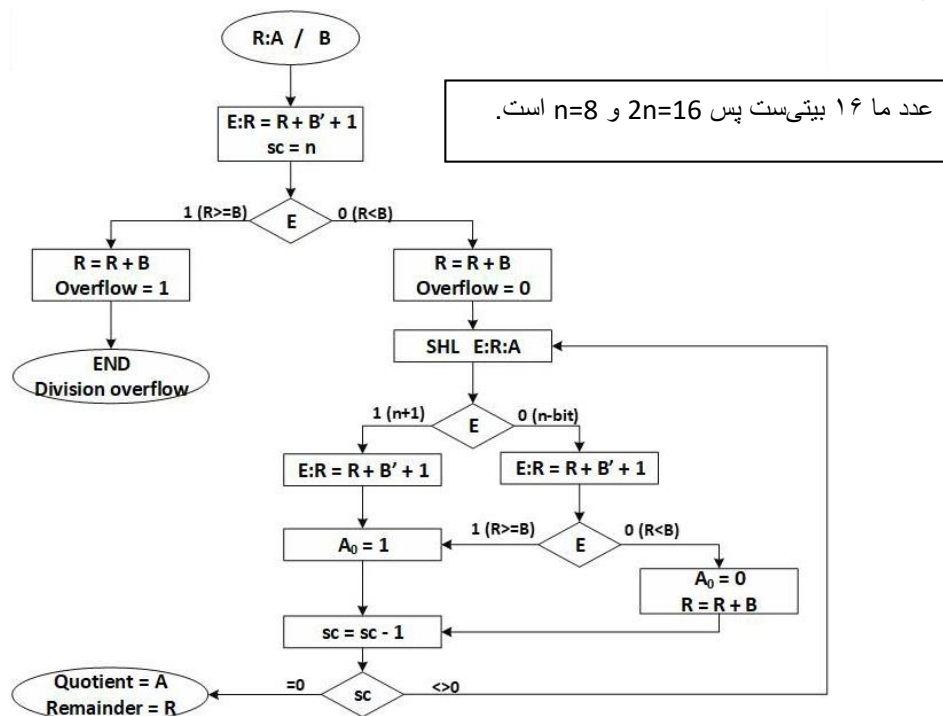 R:A / B
عدد ما ۱۶ بیتی‌ست پس 2n=16 و n=8 است.
E:R = R + B' + 1
sc = n
1 (R>=B)
E
0 (R<B)
R = R + B
Overflow = 1
R = R + B
Overflow = 0
END
Division overflow
SHL E:R:A
1 (n+1)
E
0 (n-bit)
E:R = R + B' + 1
E:R = R + B' + 1
A₀ = 1
1 (R>=B)
E
0 (R<B)
A₀ = 0
R = R + B
sc = sc - 1
Quotient = A
Remainder = R
=0
sc
<>0